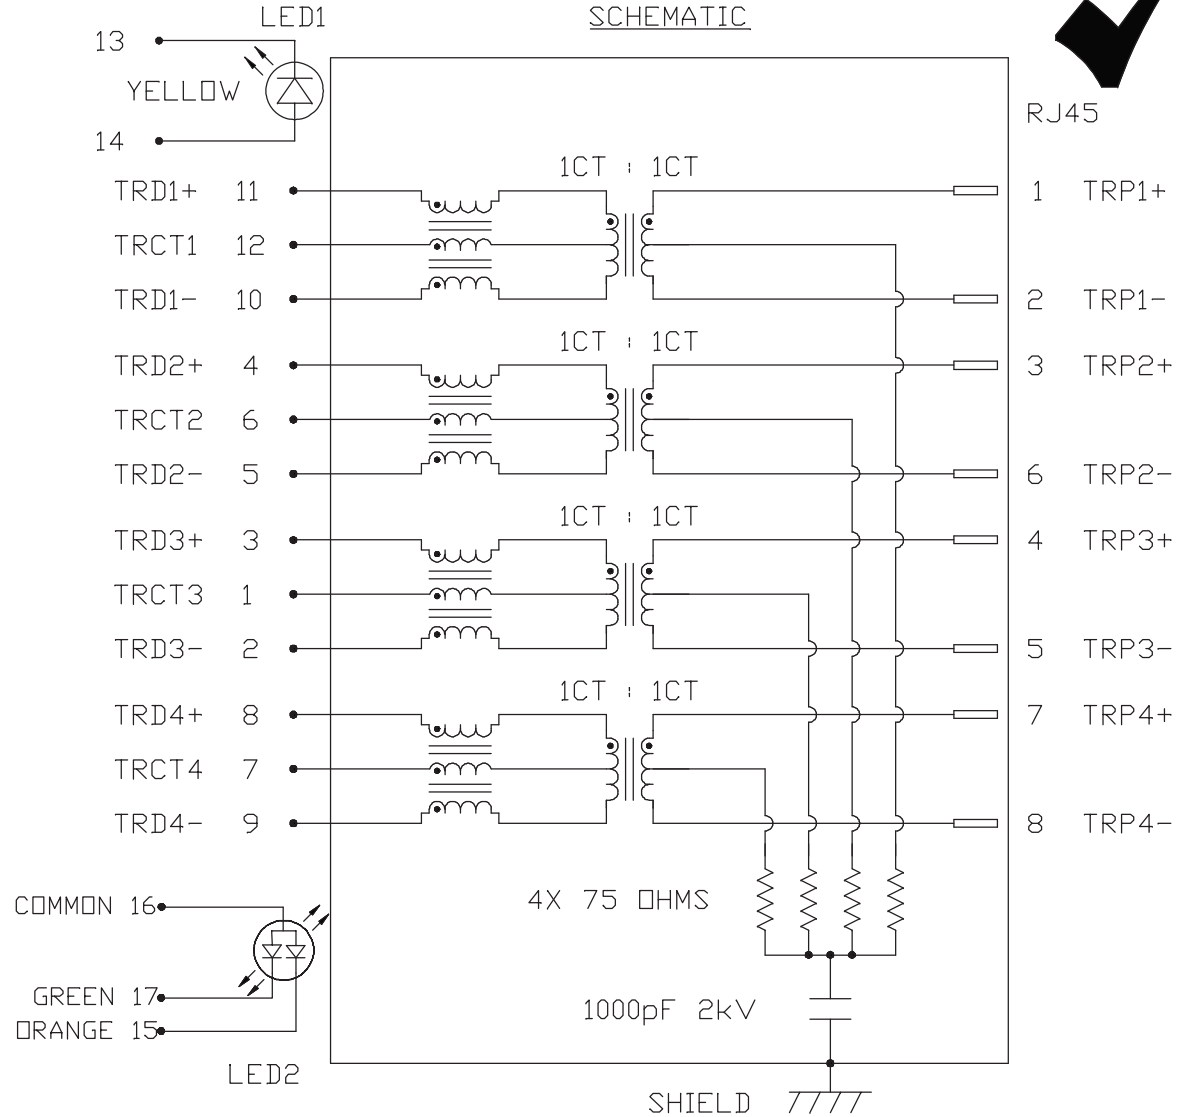 LED1
SCHEMATIC
13
YELLOW
14
RJ45
1CT : 1CT
TRD1+ 11
1 TRP1+
TRCT1 12
TRD1- 10
2 TRP1-
1CT : 1CT
TRD2+ 4
3 TRP2+
TRCT2 6
TRD2- 5
6 TRP2-
1CT : 1CT
TRD3+ 3
4 TRP3+
TRCT3 1
TRD3- 2
5 TRP3-
1CT : 1CT
TRD4+ 8
7 TRP4+
TRCT4 7
TRD4- 9
8 TRP4-
4X 75 OHMS
COMMON 16
GREEN 17
1000pF 2kV
ORANGE 15
LED2
SHIELD